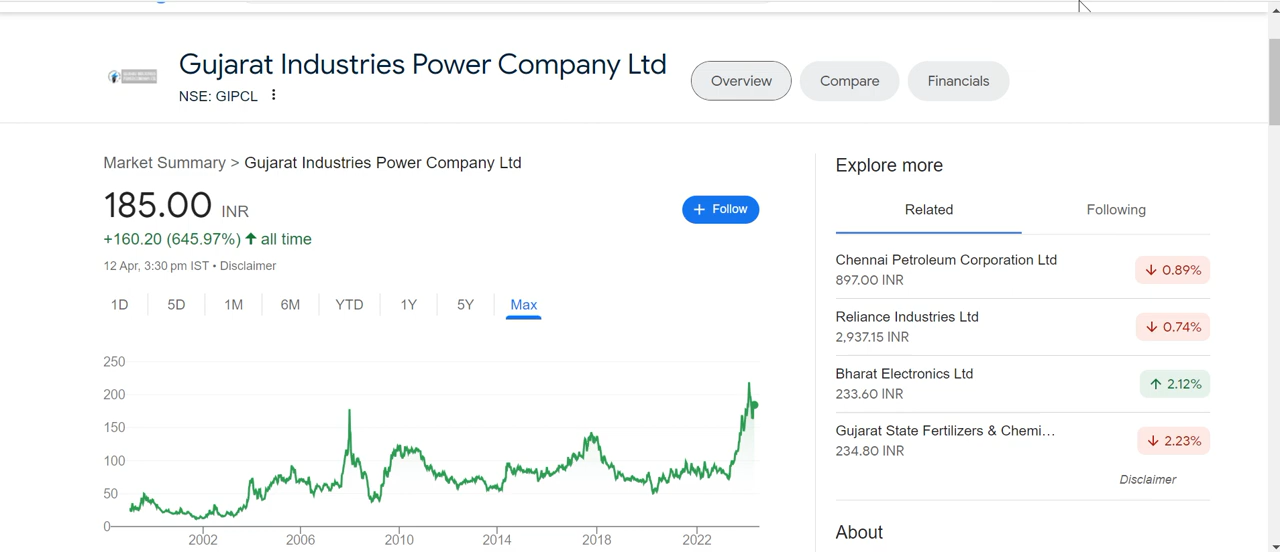 Gujarat Industries Power Company Ltd
NSE: GIPCL
Overview
Compare
Financials
Market Summary > Gujarat Industries Power Company Ltd
185.00 INR
+ Follow
+160.20 (645.97%) ↑ all time
12 Apr, 3:30 pm IST • Disclaimer
1D 5D 1M 6M YTD 1Y 5Y Max
250
200
150
100
50
0
2002 2006 2010 2014 2018 2022
Explore more
Related
Following
Chennai Petroleum Corporation Ltd
897.00 INR
↓ 0.89%
Reliance Industries Ltd
2,937.15 INR
↓ 0.74%
Bharat Electronics Ltd
233.60 INR
↑ 2.12%
Gujarat State Fertilizers & Chemi...
234.80 INR
↓ 2.23%
Disclaimer
About